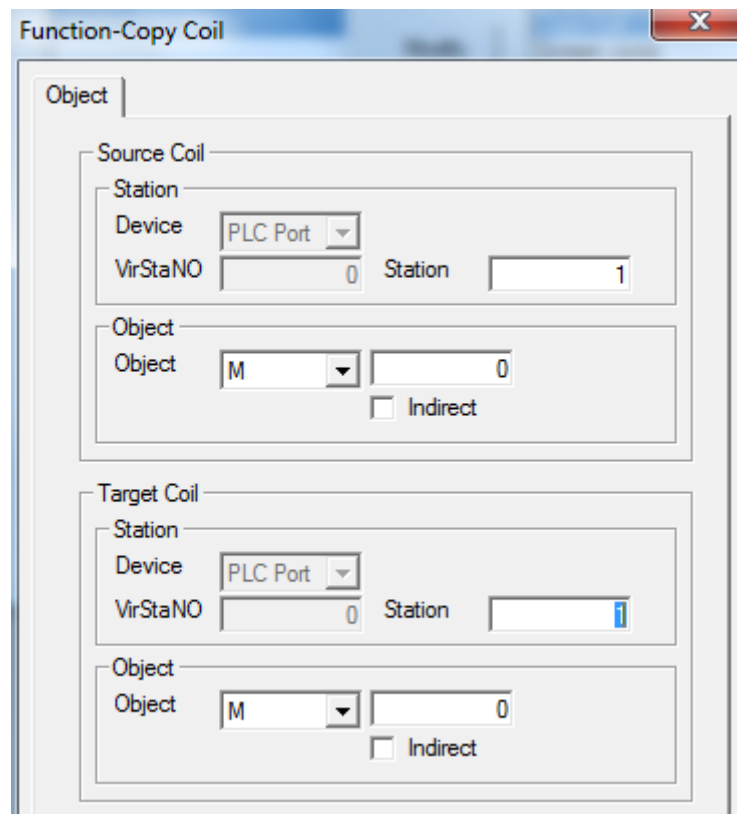 Function-Copy Coil
Object
Source Coil
Station
Device PLC Port
VirStaNO 0 Station 1
Object
Object M 0
Indirect
Target Coil
Station
Device PLC Port
VirStaNO 0 Station 1
Object
Object M 0
Indirect